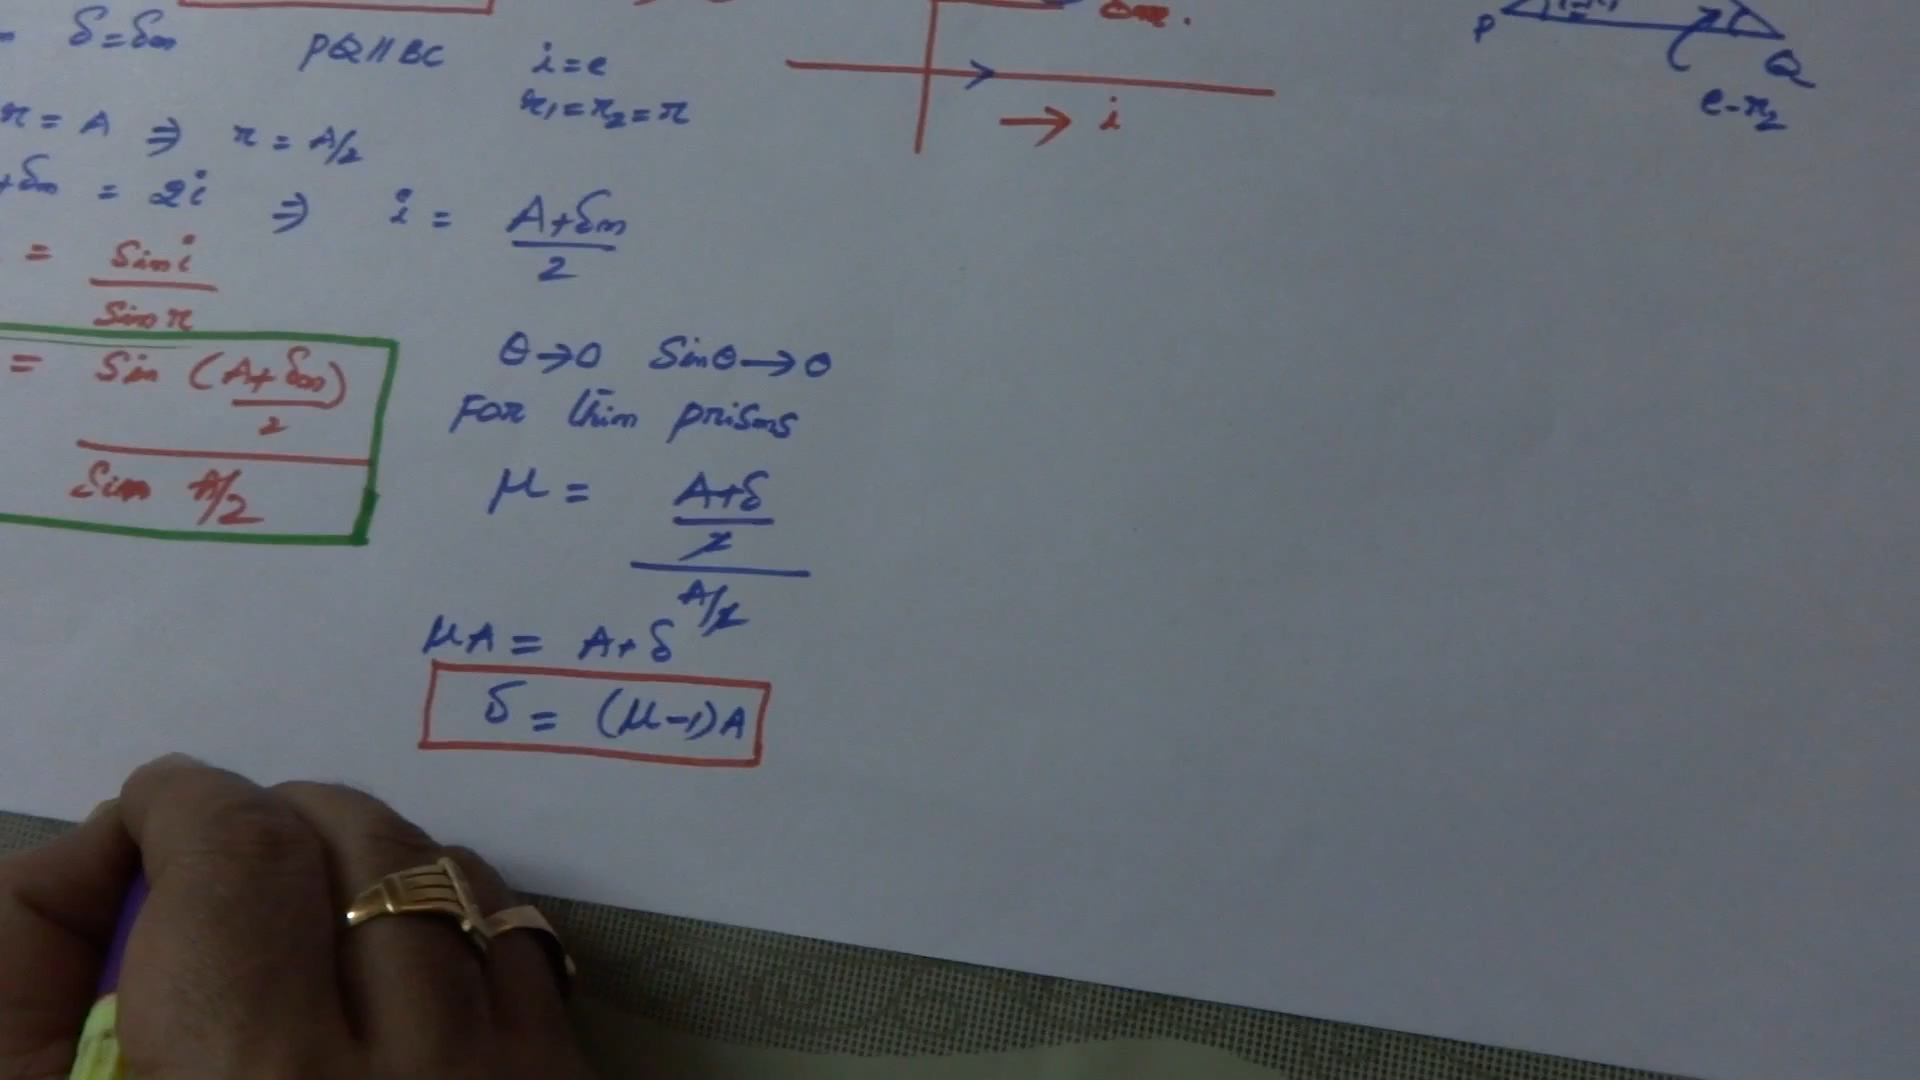 δ = δm PQ || BC i = e
r1 = r2 = r
r = A ⇒ r = A/2
+δm = 2i ⇒ i = A+δm / 2
= Sin i / Sin r
= Sin (A+δm / 2) / Sin A/2
θ→0 Sinθ→θ
For thin prisms
μ = A+δ / 2 / A/2
μA = A+δ
δ = (μ-1)A
δm.
→ i
P
Q
e-r2